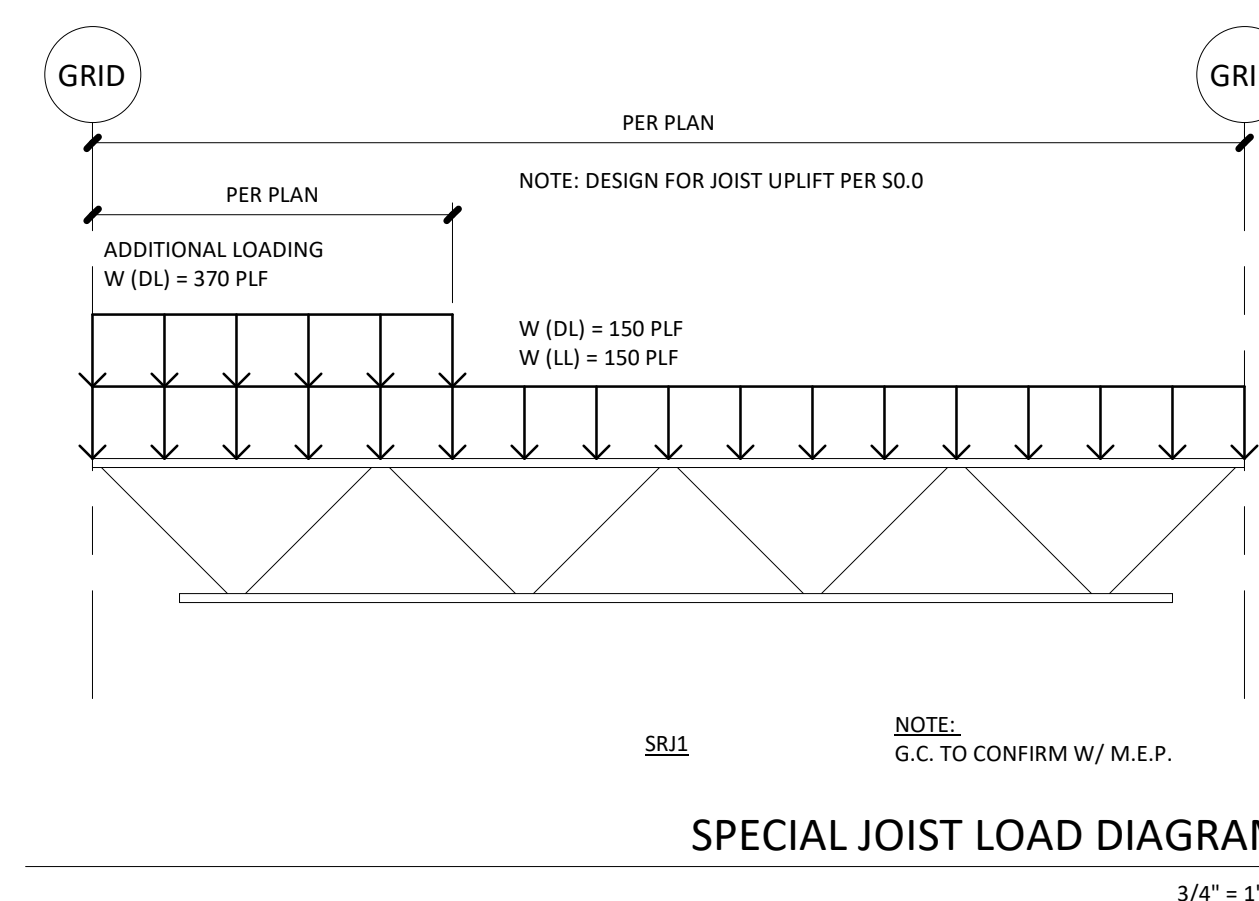 GRID
GRI
PER PLAN
NOTE: DESIGN FOR JOIST UPLIFT PER S0.0
PER PLAN
ADDITIONAL LOADING
W (DL) = 370 PLF
W (DL) = 150 PLF
W (LL) = 150 PLF
SRJ1
NOTE:
G.C. TO CONFIRM W/ M.E.P.
SPECIAL JOIST LOAD DIAGRAM
3/4" = 1'